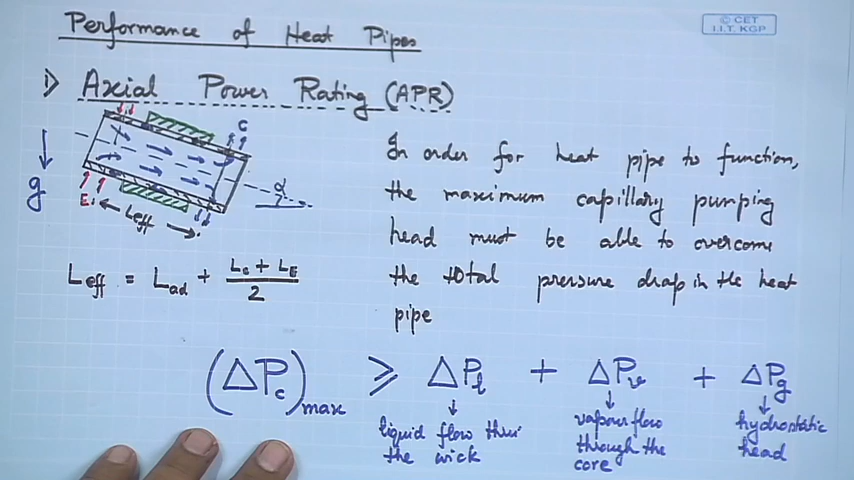 Performance of Heat Pipes
© CET
I.I.T. KGP
i) Axial Power Rating (APR)
g
C
E
α
Leff
In order for heat pipe to function,
the maximum capillary pumping
head must be able to overcome
the total pressure drop in the heat
pipe
Leff = Lad + (Lc + LE)/2
(ΔPc)max ≥ ΔPl + ΔPv + ΔPg
liquid flow thru
the wick
vapour flow
through the
core
hydrostatic
head